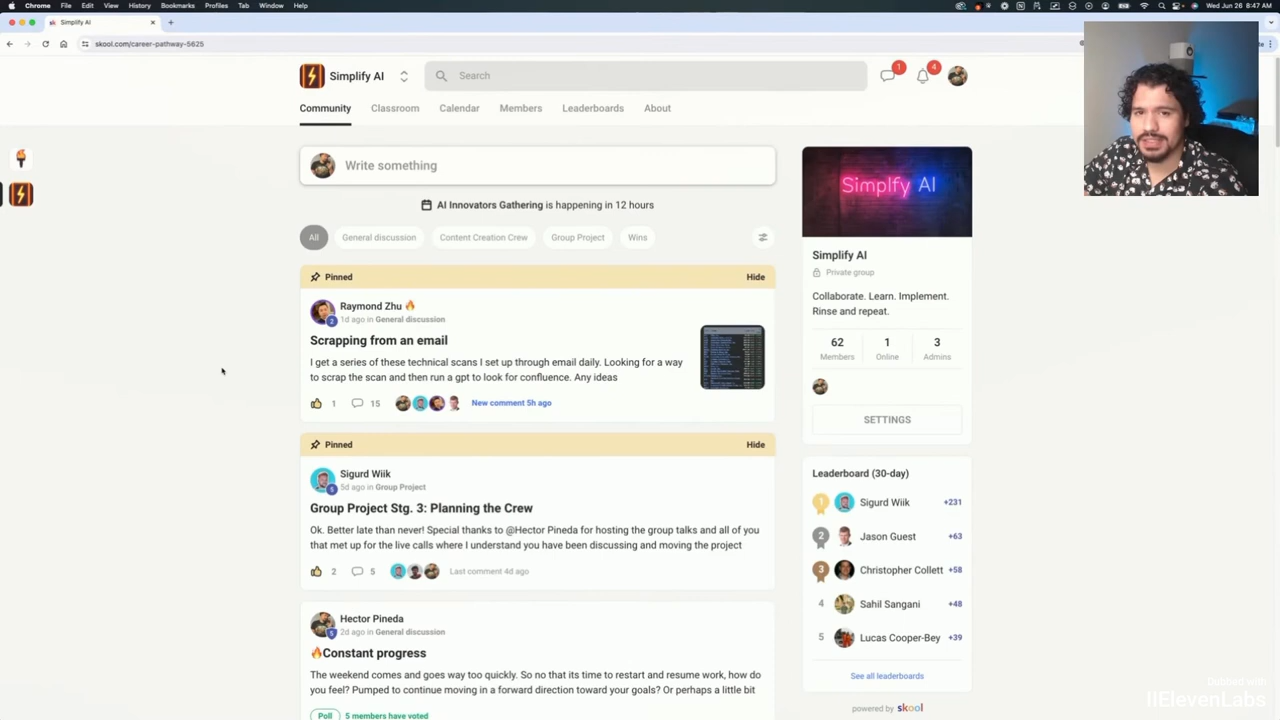 Chrome File Edit View History Bookmarks Profiles Tab Window Help
Wed Jun 26 8:47 AM
Simplify AI
skool.com/career-pathway-5625
Simplify AI
Search
1
4
Community Classroom Calendar Members Leaderboards About
Write something
AI Innovators Gathering is happening in 12 hours
All General discussion Content Creation Crew Group Project Wins
Pinned Hide
Raymond Zhu 🔥
2
1d ago in General discussion
Scrapping from an email
I get a series of these technical scans I set up through email daily. Looking for a way
to scrap the scan and then run a gpt to look for confluence. Any ideas
1 15 New comment 5h ago
Pinned Hide
Sigurd Wiik
5
5d ago in Group Project
Group Project Stg. 3: Planning the Crew
Ok. Better late than never! Special thanks to @Hector Pineda for hosting the group talks and all of you
that met up for the live calls where I understand you have been discussing and moving the project
2 5 Last comment 4d ago
Hector Pineda
5
2d ago in General discussion
🔥Constant progress
The weekend comes and goes way too quickly. So no that its time to restart and resume work, how do
you feel? Pumped to continue moving in a forward direction toward your goals? Or perhaps a little bit
Poll 5 members have voted
Simplfy AI
Simplify AI
Private group
Collaborate. Learn. Implement.
Rinse and repeat.
62 1 3
Members Online Admins
SETTINGS
Leaderboard (30-day)
1 Sigurd Wiik +231
2 Jason Guest +63
3 Christopher Collett +58
4 Sahil Sangani +48
5 Lucas Cooper-Bey +39
See all leaderboards
powered by skool
Dubbed with
IIElevenLabs